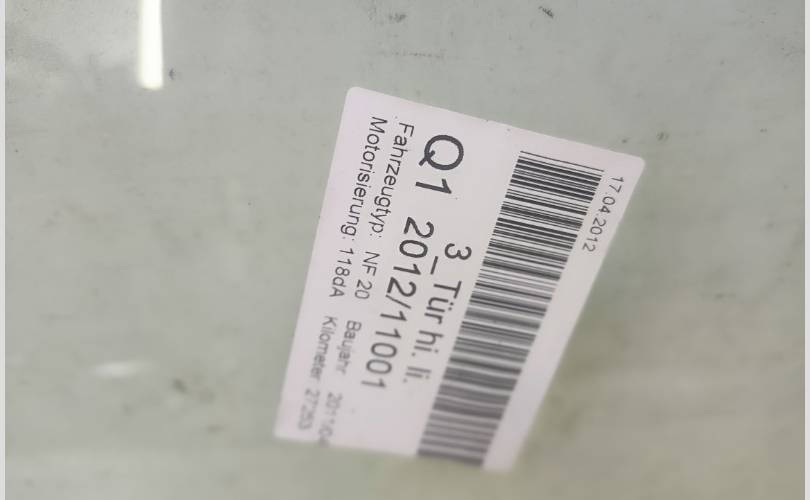 17.04.2012
3_Tür hi. li.
Q1 2012/11001
Fahrzeugtyp: NF 20 Baujahr
Motorisierung: 118dA Kilometer